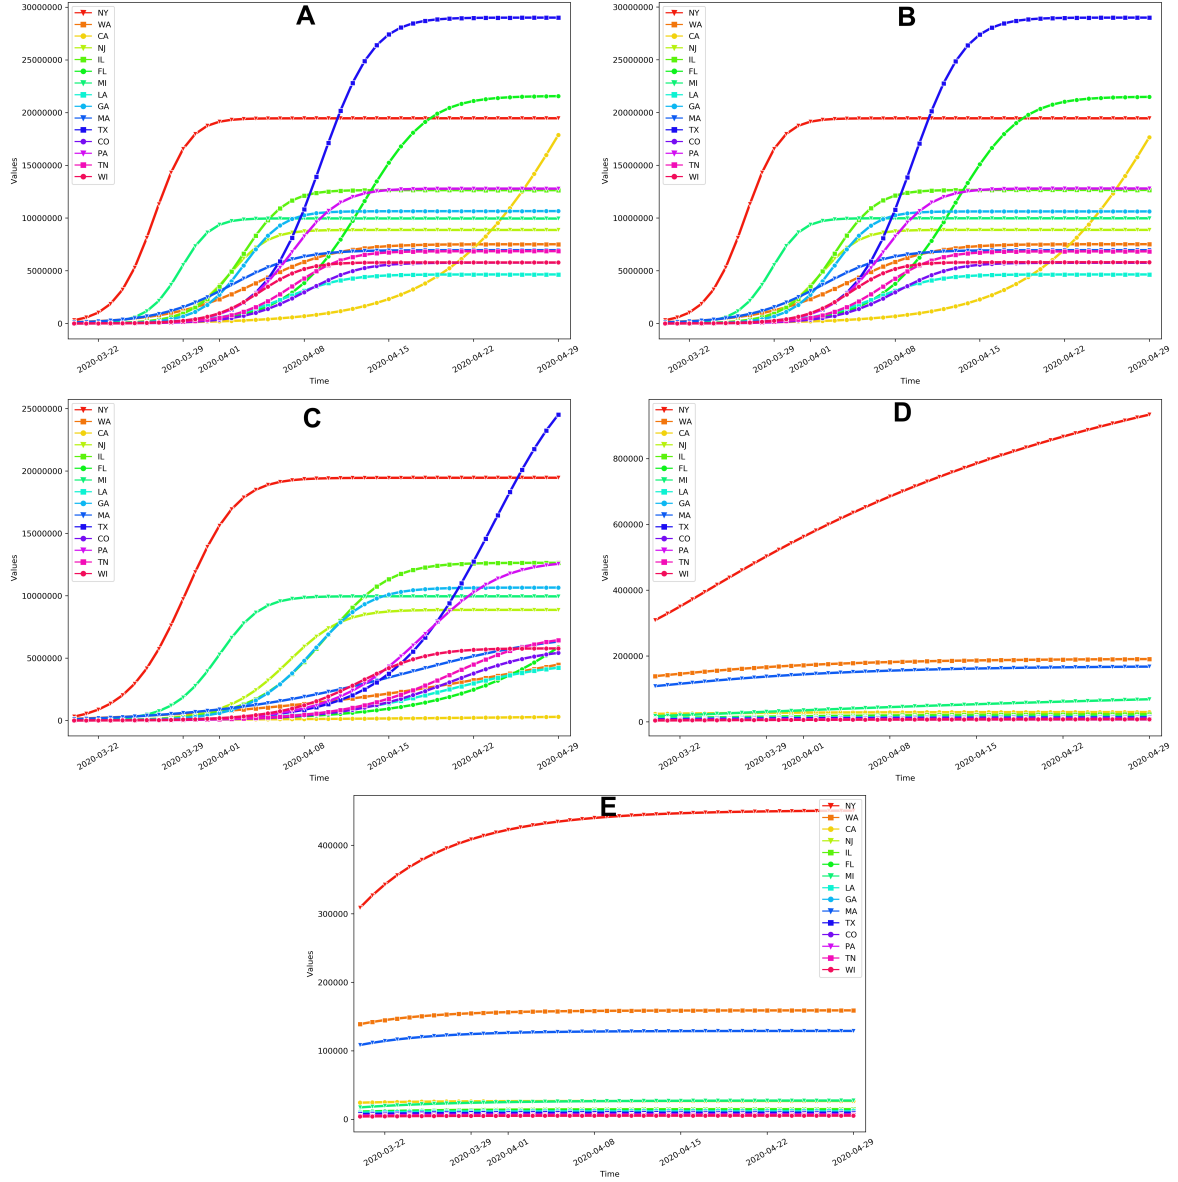 A
30000000
25000000
20000000
15000000
10000000
5000000
0
Values
NY
WA
CA
NJ
IL
FL
MI
LA
GA
MA
TX
CO
PA
TN
WI
2020-03-22
2020-03-29
2020-04-01
2020-04-08
2020-04-15
2020-04-22
2020-04-29
Time
B
30000000
25000000
20000000
15000000
10000000
5000000
0
Values
NY
WA
CA
NJ
IL
FL
MI
LA
GA
MA
TX
CO
PA
TN
WI
2020-03-22
2020-03-29
2020-04-01
2020-04-08
2020-04-15
2020-04-22
2020-04-29
Time
C
25000000
20000000
15000000
10000000
5000000
0
Values
NY
WA
CA
NJ
IL
FL
MI
LA
GA
MA
TX
CO
PA
TN
WI
2020-03-22
2020-03-29
2020-04-01
2020-04-08
2020-04-15
2020-04-22
2020-04-29
Time
D
800000
600000
400000
200000
0
Values
NY
WA
CA
NJ
IL
FL
MI
LA
GA
MA
TX
CO
PA
TN
WI
2020-03-22
2020-03-29
2020-04-01
2020-04-08
2020-04-15
2020-04-22
2020-04-29
Time
E
400000
300000
200000
100000
0
Values
NY
WA
CA
NJ
IL
FL
MI
LA
GA
MA
TX
CO
PA
TN
WI
2020-03-22
2020-03-29
2020-04-01
2020-04-08
2020-04-15
2020-04-22
2020-04-29
Time